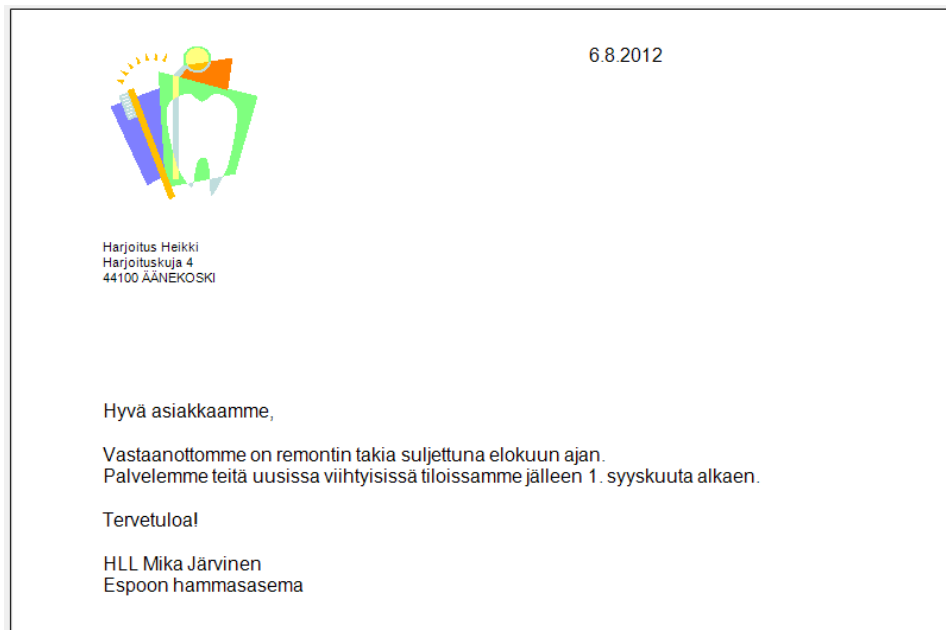 6.8.2012
Harjoitus Heikki
Harjoituskuja 4
44100 ÄÄNEKOSKI
Hyvä asiakkaamme,
Vastaanottomme on remontin takia suljettuna elokuun ajan.
Palvelemme teitä uusissa viihtyisissä tiloissamme jälleen 1. syyskuuta alkaen.
Tervetuloa!
HLL Mika Järvinen
Espoon hammasasema